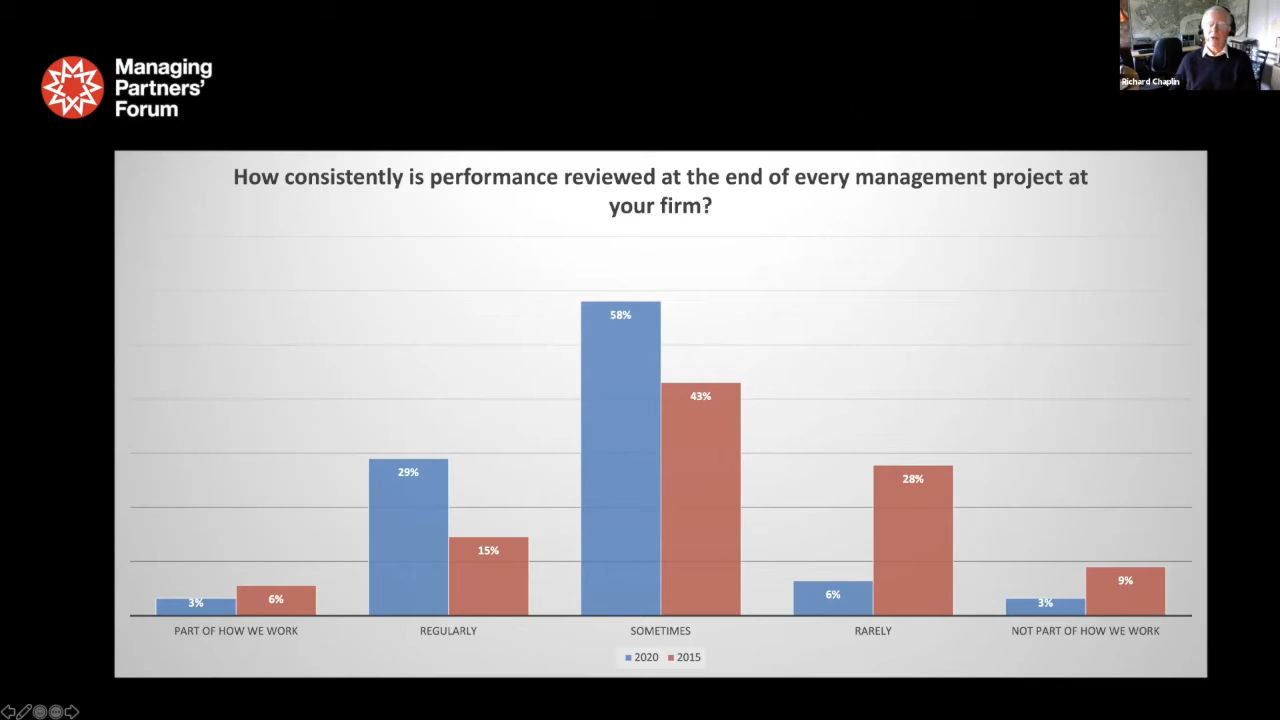 Managing
Partners'
Forum
Richard Chaplin
How consistently is performance reviewed at the end of every management project at
your firm?
58%
43%
29%
28%
15%
3%
6%
6%
3%
9%
PART OF HOW WE WORK
REGULARLY
SOMETIMES
RARELY
NOT PART OF HOW WE WORK
2020
2015